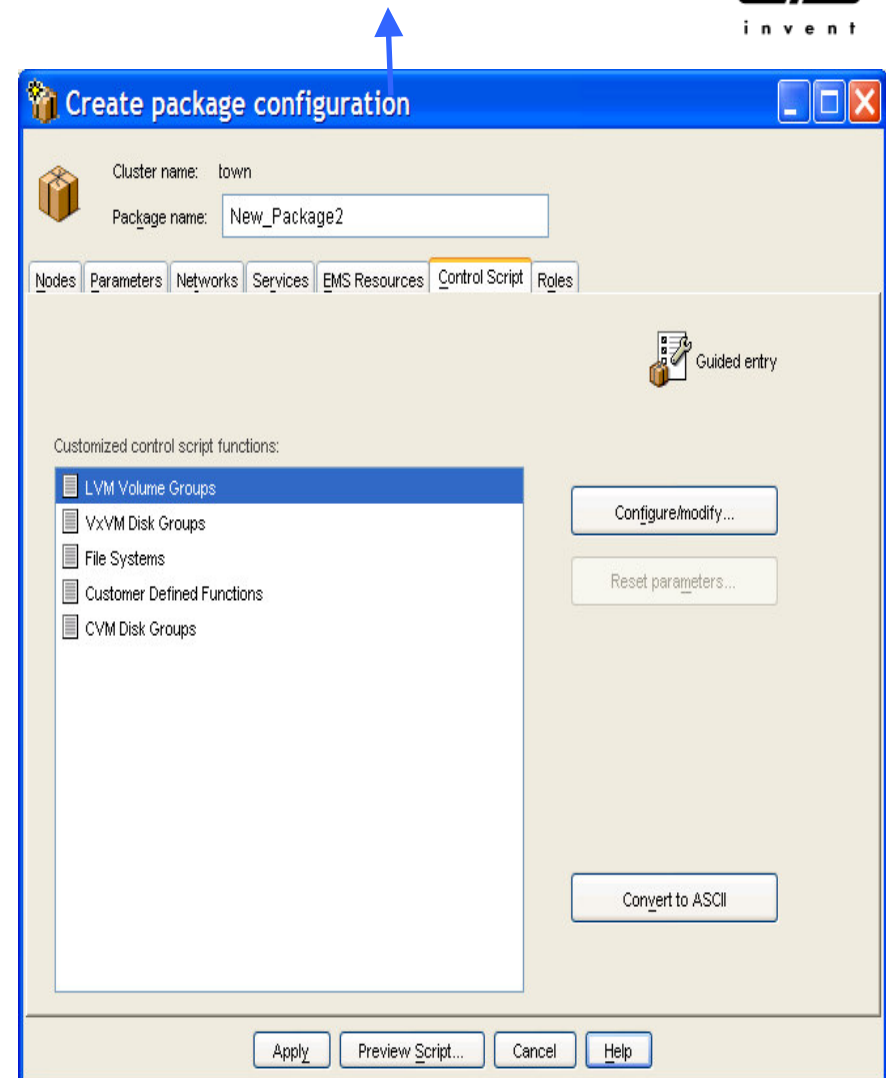 invent
Create package configuration
Cluster name: town
Package name: New_Package2
Nodes Parameters Networks Services EMS Resources Control Script Roles
Guided entry
Customized control script functions:
LVM Volume Groups
VxVM Disk Groups
File Systems
Customer Defined Functions
CVM Disk Groups
Configure/modify...
Reset parameters...
Convert to ASCII
Apply Preview Script... Cancel Help